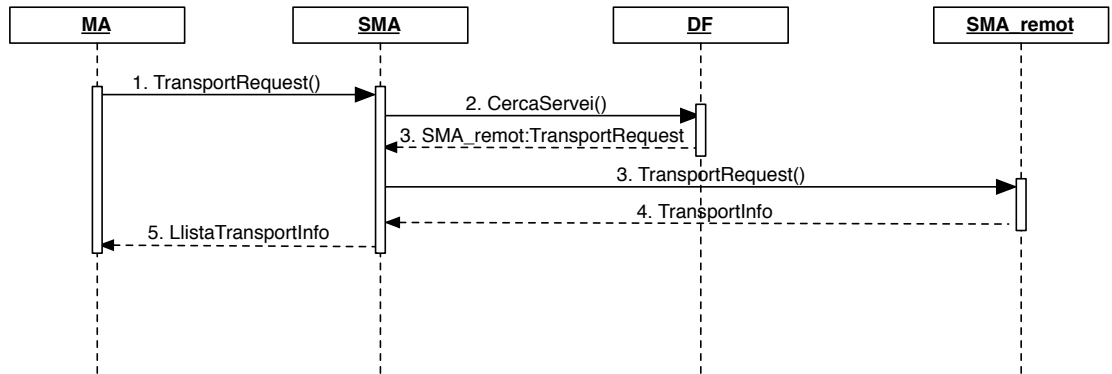 MA
SMA
DF
SMA_remot
1. TransportRequest()
2. CercaServei()
3. SMA_remot:TransportRequest
3. TransportRequest()
4. TransportInfo
5. LlistaTransportInfo